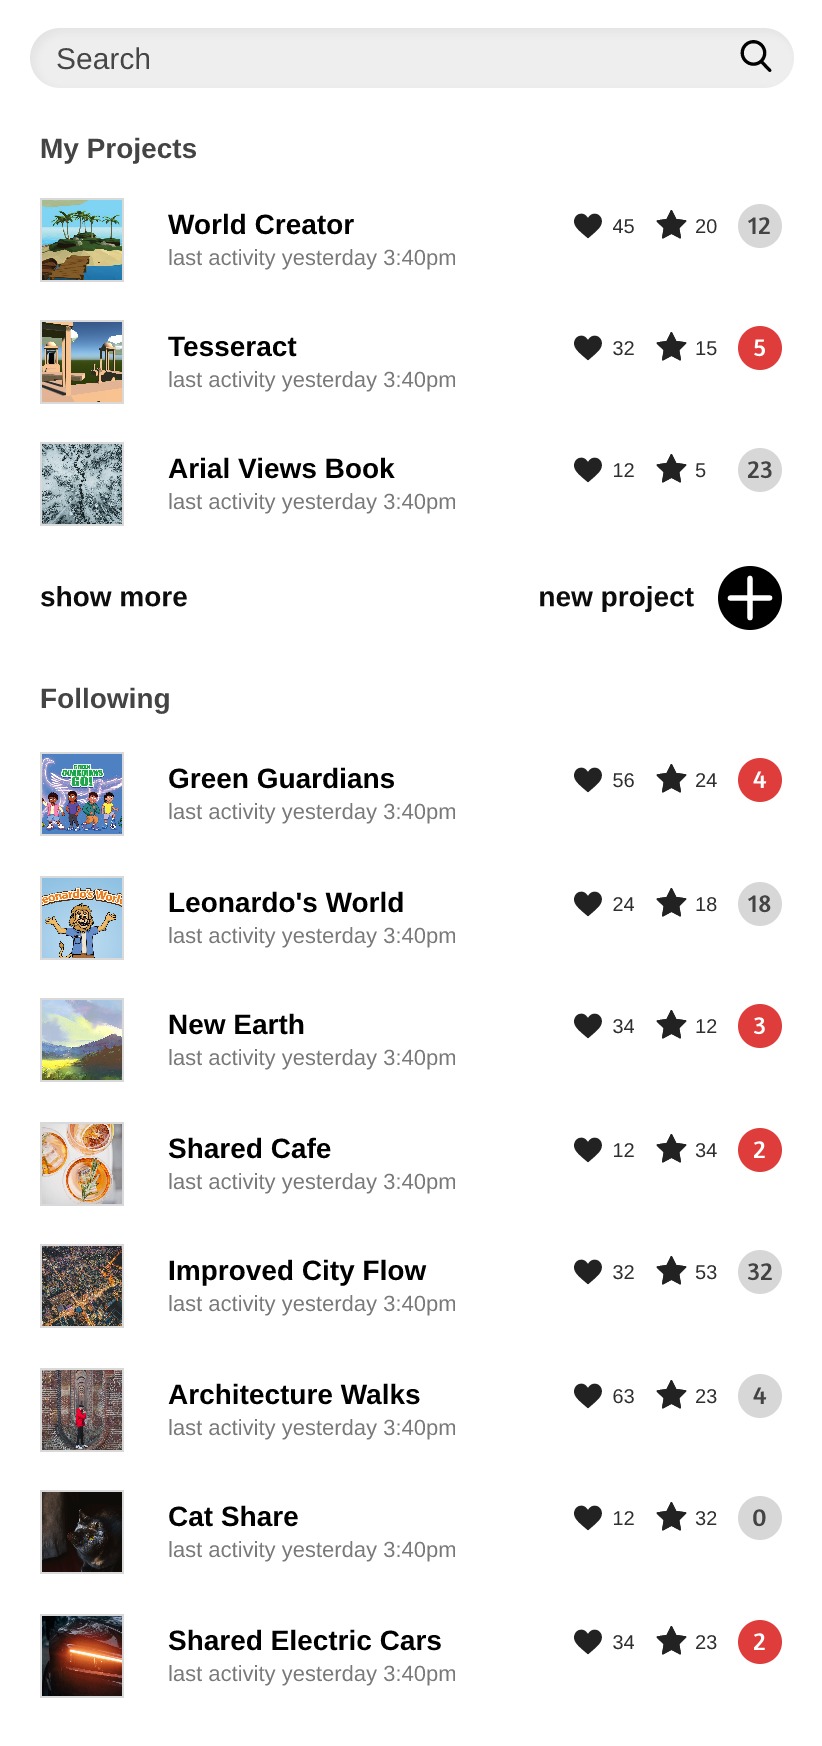 Search
My Projects
World Creator 45 20 12
last activity yesterday 3:40pm
Tesseract 32 15 5
last activity yesterday 3:40pm
Arial Views Book 12 5 23
last activity yesterday 3:40pm
show more new project
Following
GREEN
GUARDIANS
GO!
Green Guardians 56 24 4
last activity yesterday 3:40pm
eonardo's Worl
Leonardo's World 24 18 18
last activity yesterday 3:40pm
New Earth 34 12 3
last activity yesterday 3:40pm
Shared Cafe 12 34 2
last activity yesterday 3:40pm
Improved City Flow 32 53 32
last activity yesterday 3:40pm
Architecture Walks 63 23 4
last activity yesterday 3:40pm
Cat Share 12 32 0
last activity yesterday 3:40pm
Shared Electric Cars 34 23 2
last activity yesterday 3:40pm